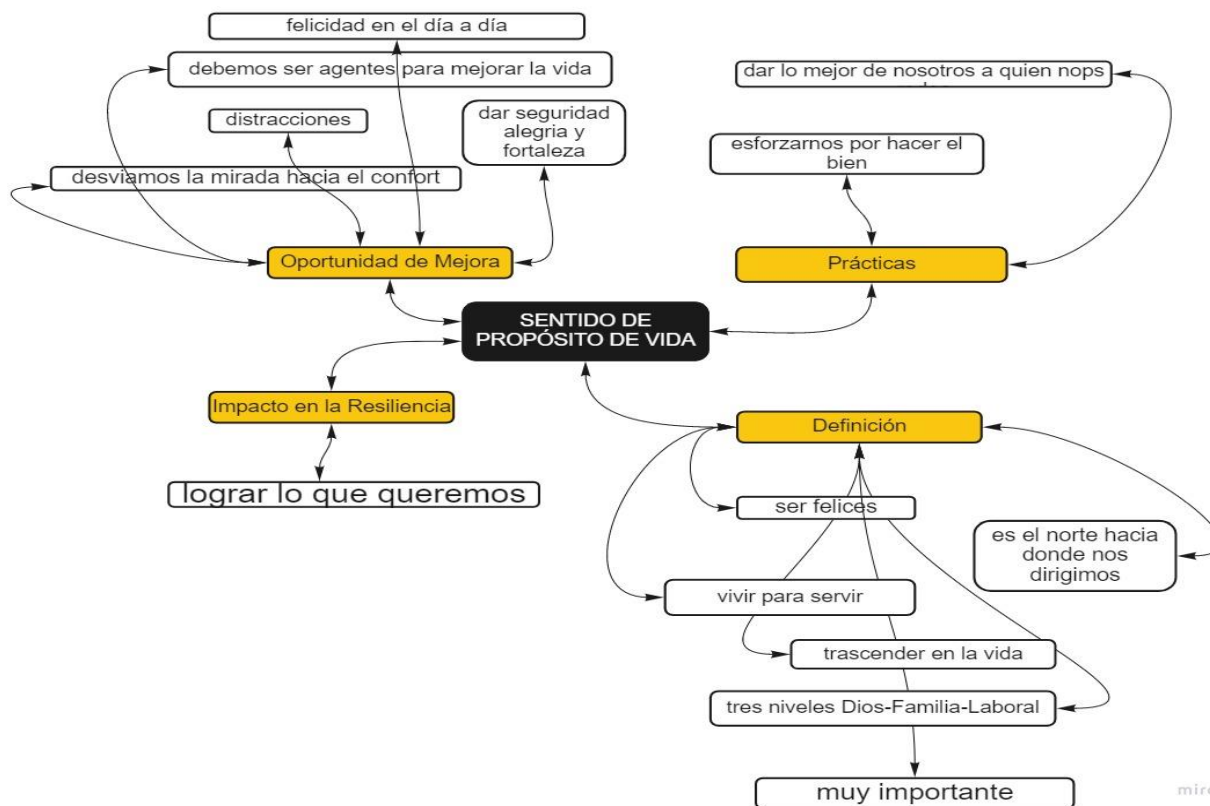 felicidad en el día a día
debemos ser agentes para mejorar la vida
dar lo mejor de nosotros a quien nops
distracciones
dar seguridad
alegria y
fortaleza
esforzarnos por hacer el
bien
desviamos la mirada hacia el confort
Oportunidad de Mejora
Prácticas
SENTIDO DE
PROPÓSITO DE VIDA
Impacto en la Resiliencia
Definición
lograr lo que queremos
ser felices
es el norte hacia
donde nos
dirigimos
vivir para servir
trascender en la vida
tres niveles Dios-Familia-Laboral
muy importante